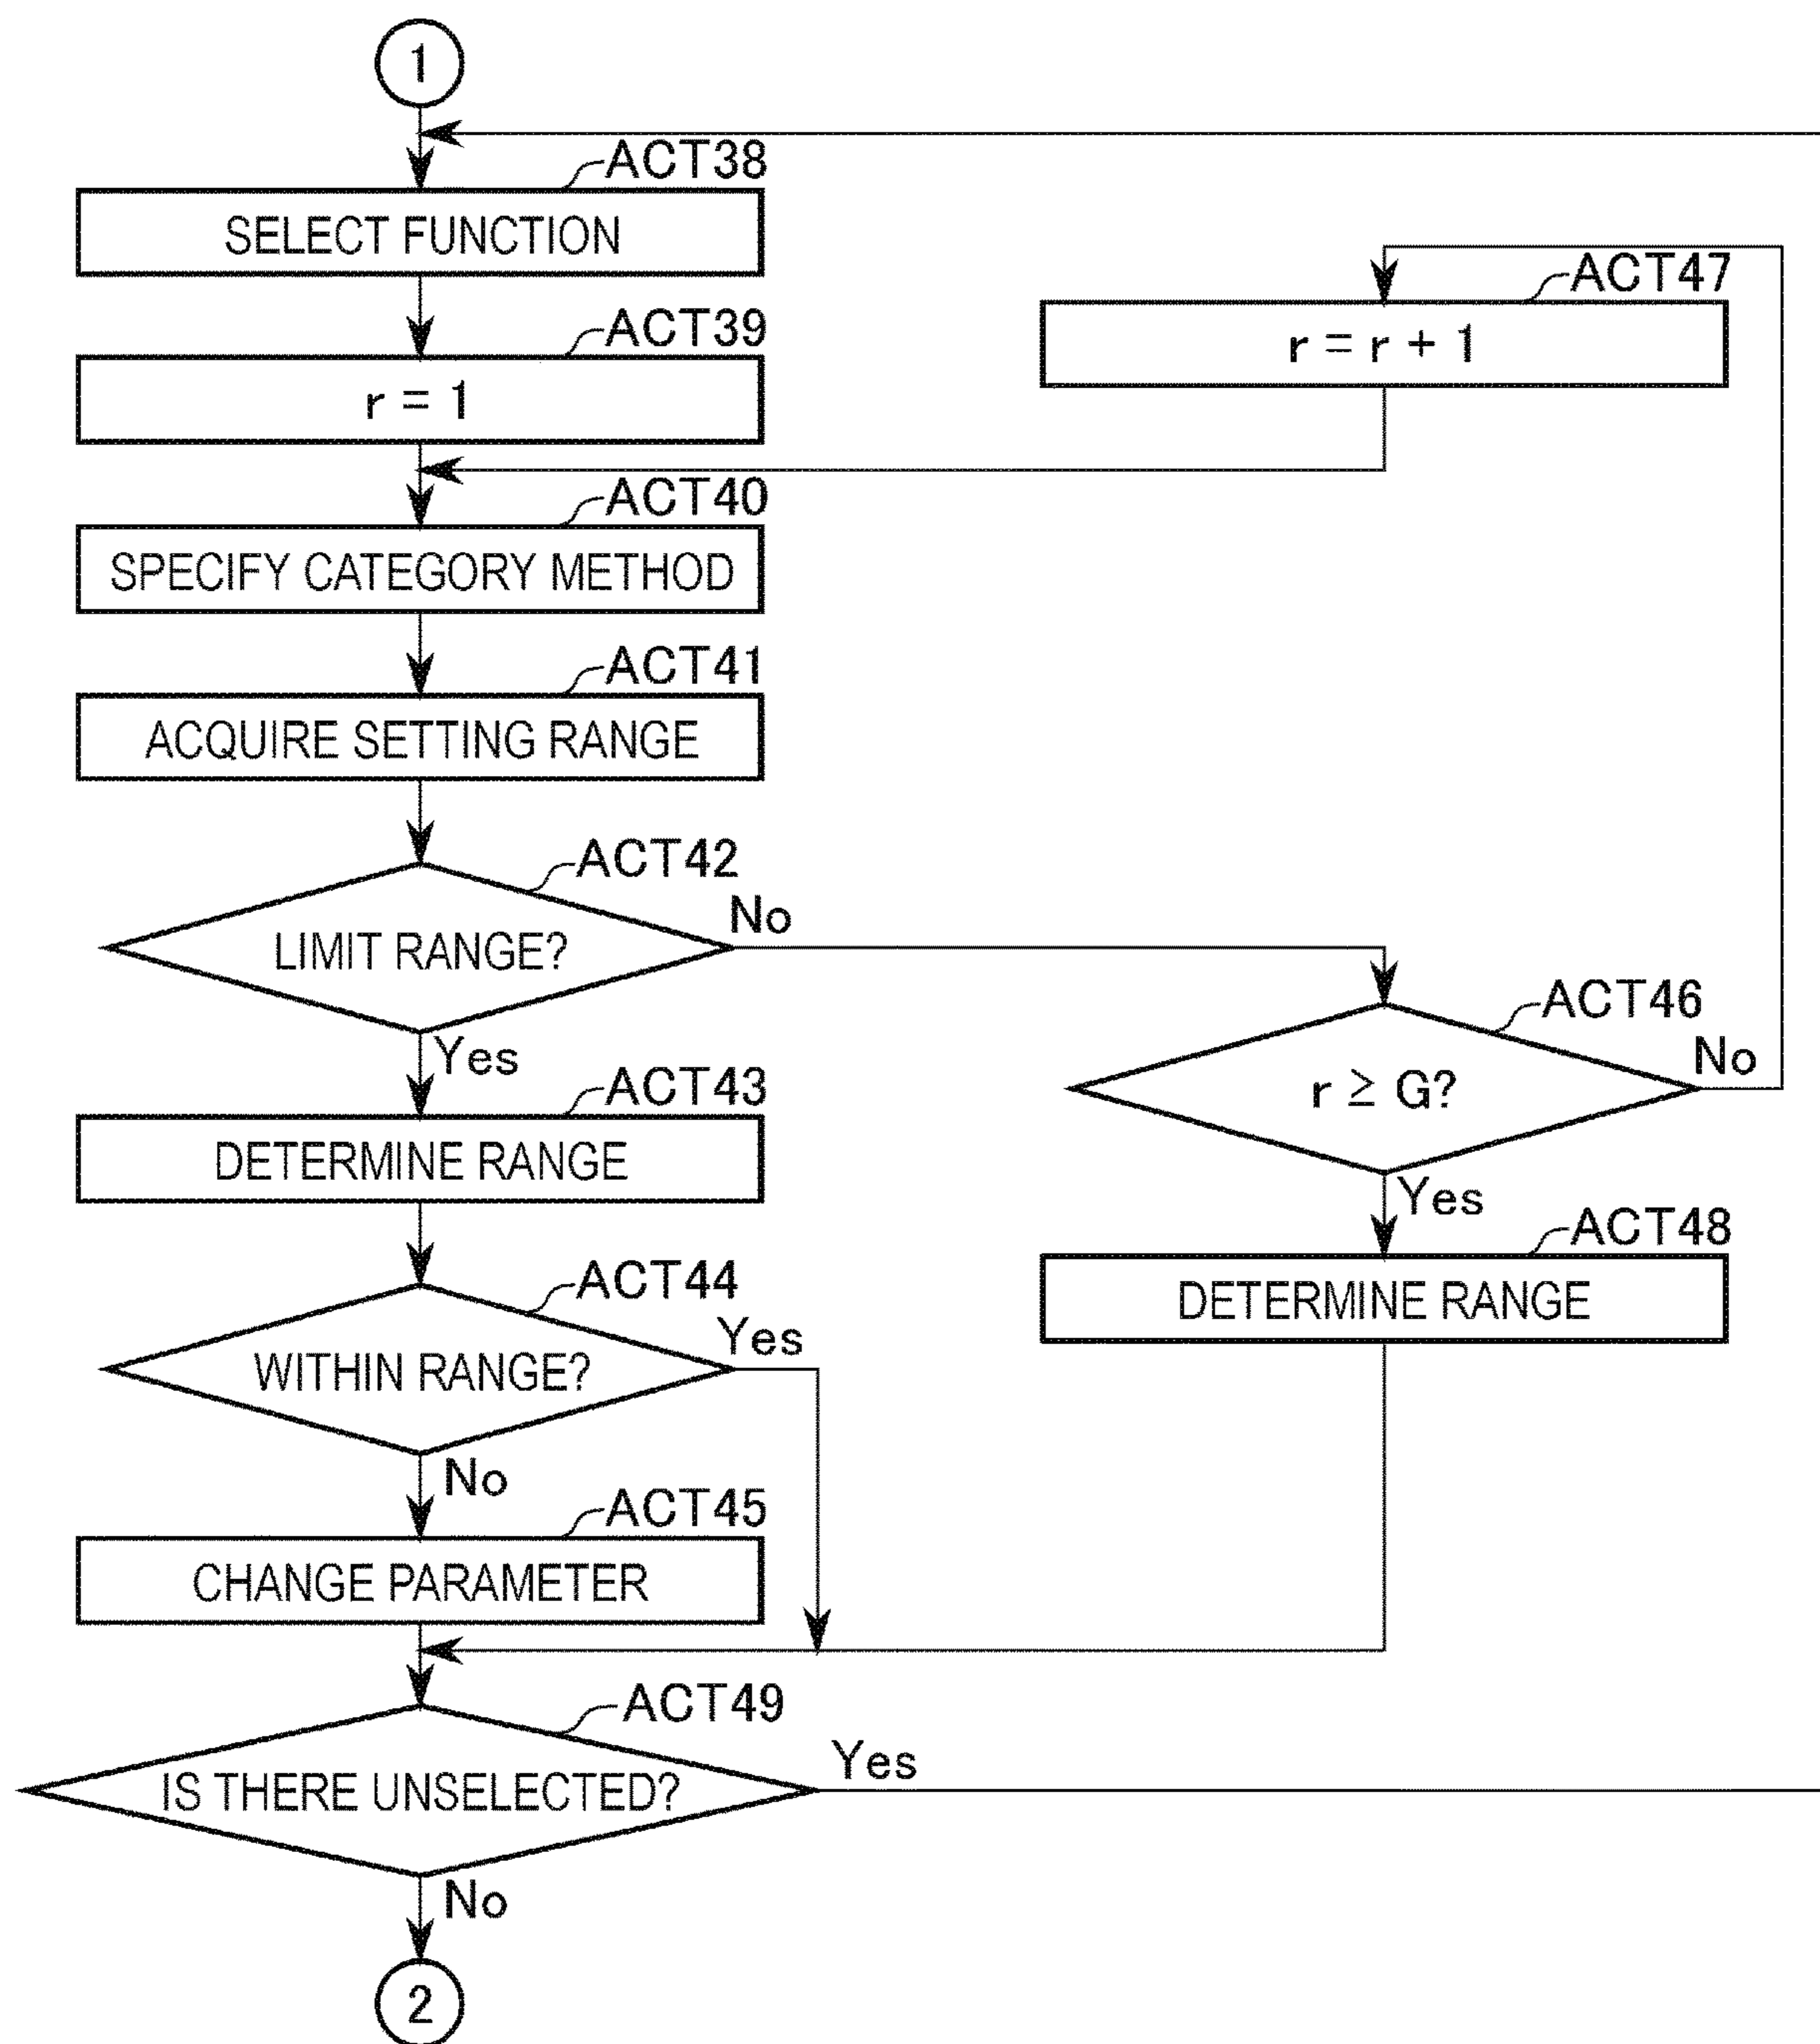 1
ACT38
SELECT FUNCTION
ACT39
r = 1
ACT47
r = r + 1
ACT40
SPECIFY CATEGORY METHOD
ACT41
ACQUIRE SETTING RANGE
ACT42
LIMIT RANGE?
No
Yes
ACT46
r ≥ G?
No
Yes
ACT43
DETERMINE RANGE
ACT48
DETERMINE RANGE
ACT44
WITHIN RANGE?
Yes
No
ACT45
CHANGE PARAMETER
ACT49
IS THERE UNSELECTED?
Yes
No
2